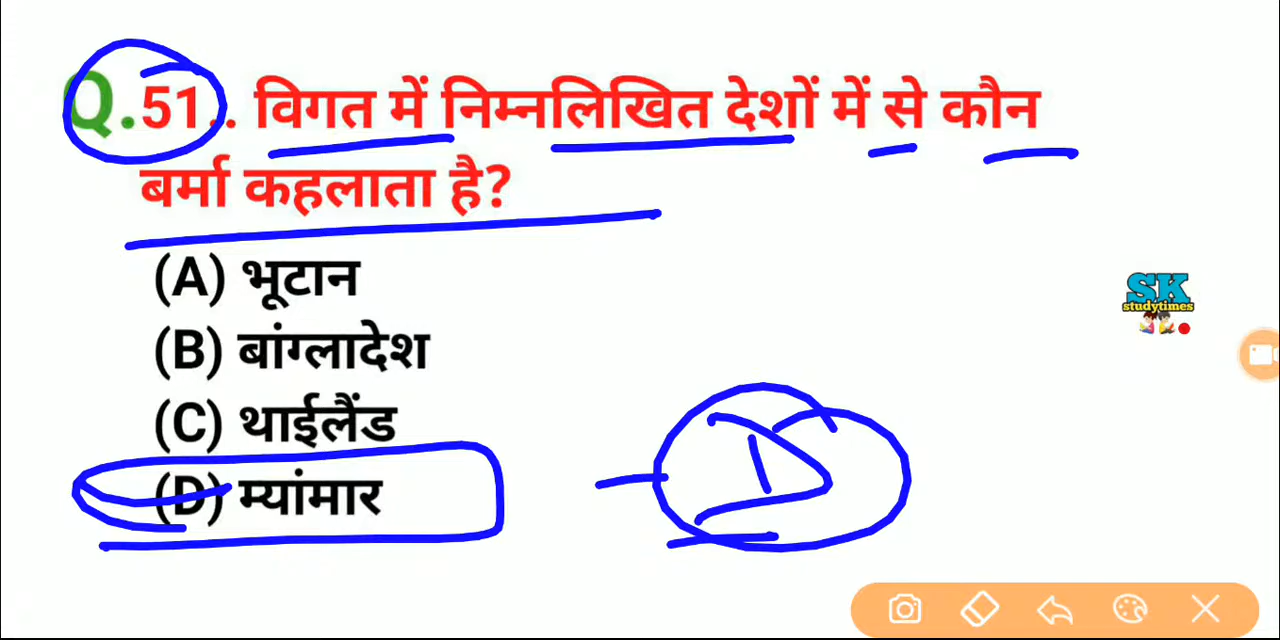 Q.51.. विगत में निम्नलिखित देशों में से कौन
बर्मा कहलाता है?
(A) भूटान
(B) बांग्लादेश
(C) थाईलैंड
(D) म्यांमार
D
SK
studytimes